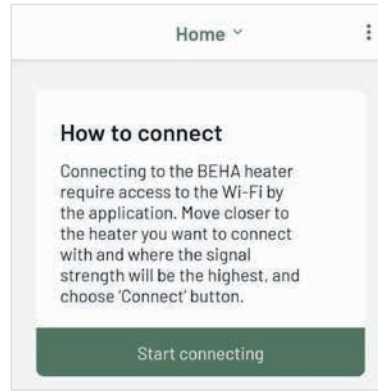 Home
How to connect
Connecting to the BEHA heater
require access to the Wi-Fi by
the application. Move closer to
the heater you want to connect
with and where the signal
strength will be the highest, and
choose 'Connect' button.
Start connecting